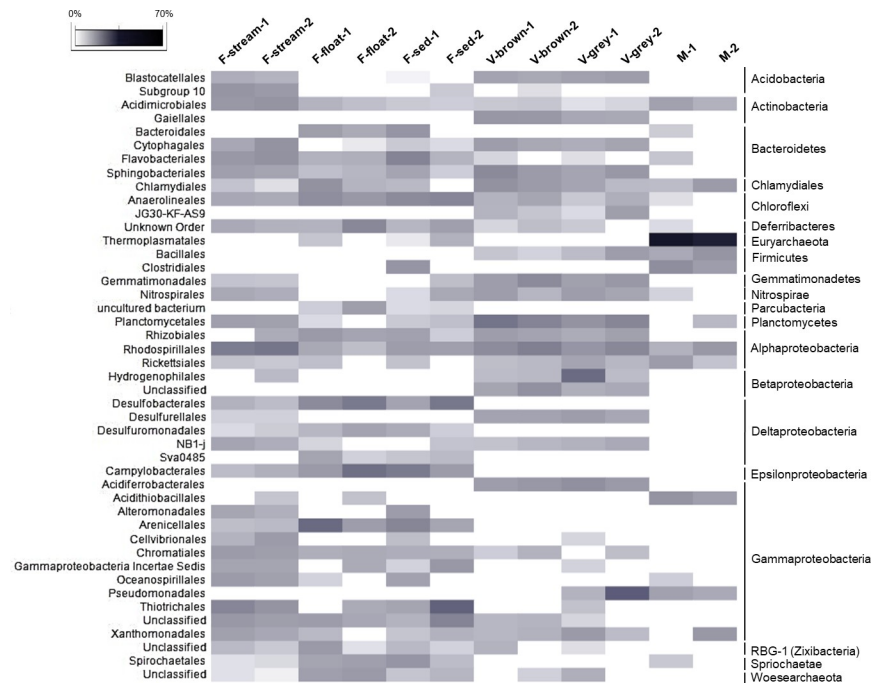 0% 70%
F-stream-1 F-stream-2 F-float-1 F-float-2 F-sed-1 F-sed-2 V-brown-1 V-brown-2 V-grey-1 V-grey-2 M-1 M-2
Blastocatellales
Subgroup 10
Acidimicrobiales
Gaiellales
Bacteroidales
Cytophagales
Flavobacteriales
Sphingobacteriales
Chlamydiales
Anaerolineales
JG30-KF-AS9
Unknown Order
Thermoplasmatales
Bacillales
Clostridiales
Gemmatimonadales
Nitrospirales
uncultured bacterium
Planctomycetales
Rhizobiales
Rhodospirillales
Rickettsiales
Hydrogenophilales
Unclassified
Desulfobacterales
Desulfurellales
Desulfuromonadales
NB1-j
Sva0485
Campylobacterales
Acidiferrobacterales
Acidithiobacillales
Alteromonadales
Arenicellales
Cellvibrionales
Chromatiales
Gammaproteobacteria Incertae Sedis
Oceanospirillales
Pseudomonadales
Thiotrichales
Unclassified
Xanthomonadales
Unclassified
Spirochaetales
Unclassified
Acidobacteria
Actinobacteria
Bacteroidetes
Chlamydiales
Chloroflexi
Deferribacteres
Euryarchaeota
Firmicutes
Gemmatimonadetes
Nitrospirae
Parcubacteria
Planctomycetes
Alphaproteobacteria
Betaproteobacteria
Deltaproteobacteria
Epsilonproteobacteria
Gammaproteobacteria
RBG-1 (Zixibacteria)
Spriochaetae
Woesearchaeota